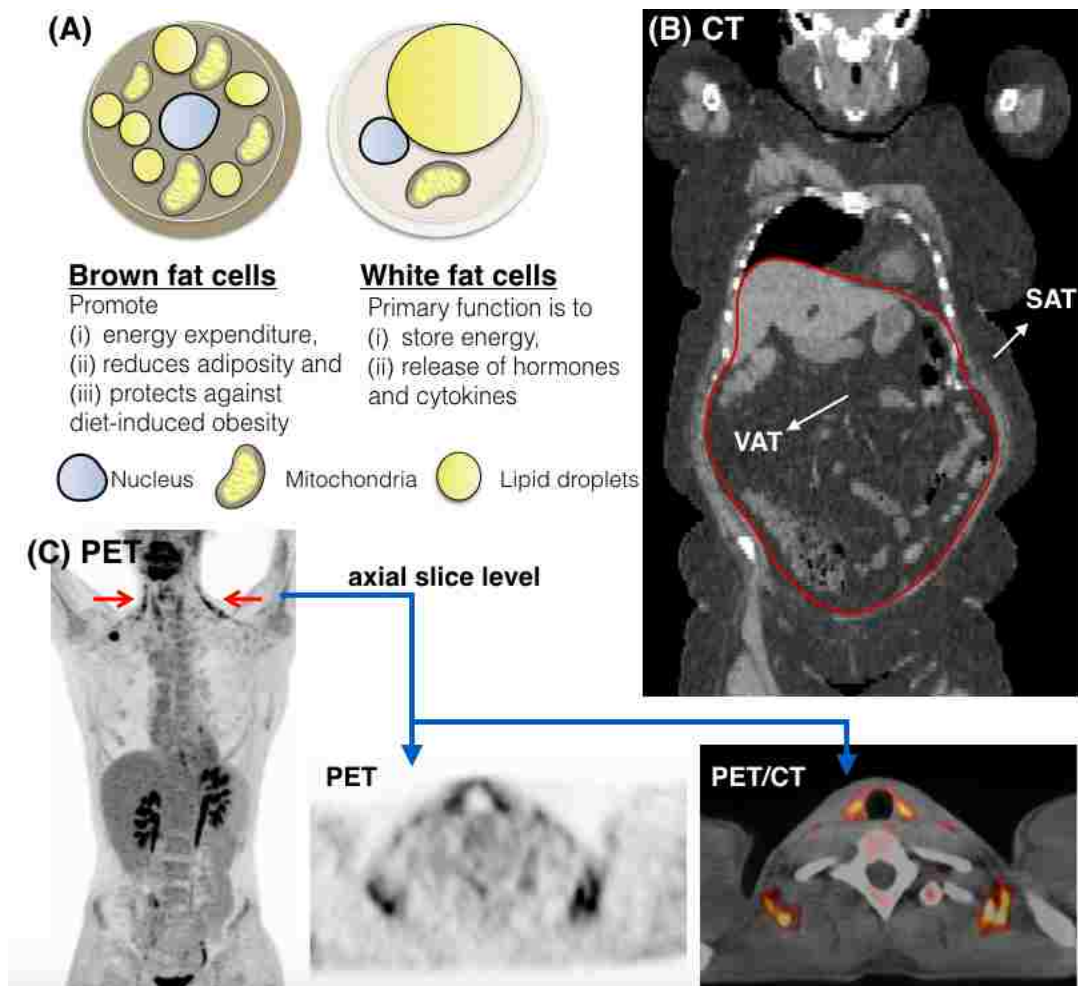 (A)
Brown fat cells
Promote
(i) energy expenditure,
(ii) reduces adiposity and
(iii) protects against
diet-induced obesity
White fat cells
Primary function is to
(i) store energy,
(ii) release of hormones
and cytokines
Nucleus
Mitochondria
Lipid droplets
(B) CT
SAT
VAT
(C) PET
axial slice level
PET
PET/CT